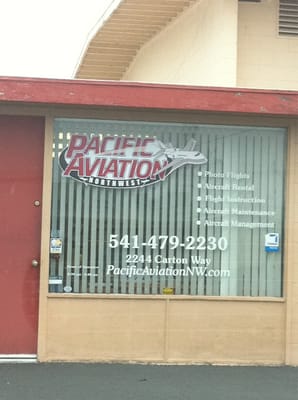 PACIFIC
AVIATION
NORTHWEST
Photo Flights
Aircraft Rental
Flight Instruction
Aircraft Maintenance
Aircraft Management
541-479-2230
2244 Carton Way
PacificAviationNW.com